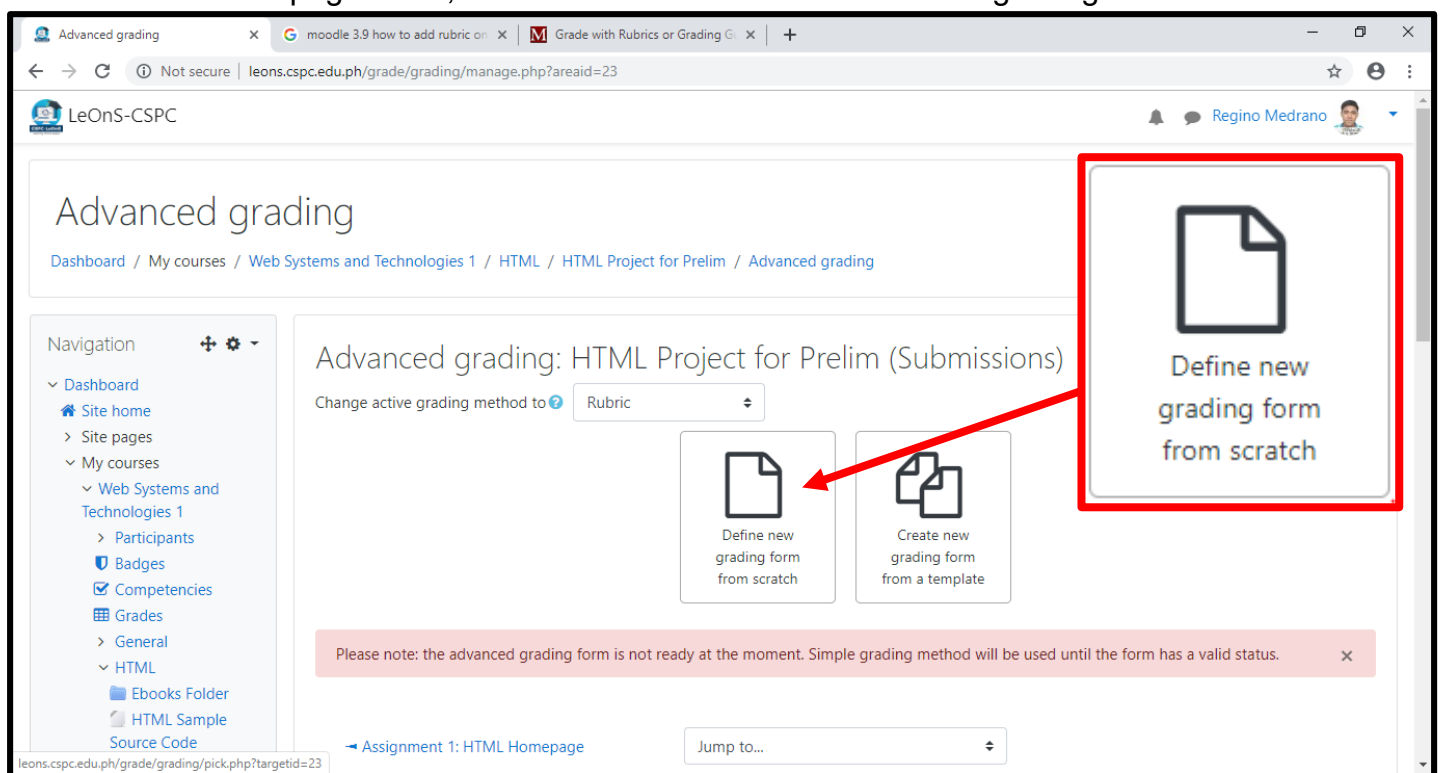 Advanced grading
moodle 3.9 how to add rubric on
Grade with Rubrics or Grading G
Not secure | leons.cspc.edu.ph/grade/grading/manage.php?areaid=23
LeOnS-CSPC
Regino Medrano
Advanced grading
Dashboard / My courses / Web Systems and Technologies 1 / HTML / HTML Project for Prelim / Advanced grading
Define new
grading form
from scratch
Navigation
Dashboard
Site home
Site pages
My courses
Web Systems and
Technologies 1
Participants
Badges
Competencies
Grades
General
HTML
Ebooks Folder
HTML Sample
Source Code
Advanced grading: HTML Project for Prelim (Submissions)
Change active grading method to Rubric
Define new
grading form
from scratch
Create new
grading form
from a template
Please note: the advanced grading form is not ready at the moment. Simple grading method will be used until the form has a valid status.
Assignment 1: HTML Homepage
Jump to...
leons.cspc.edu.ph/grade/grading/pick.php?targetid=23